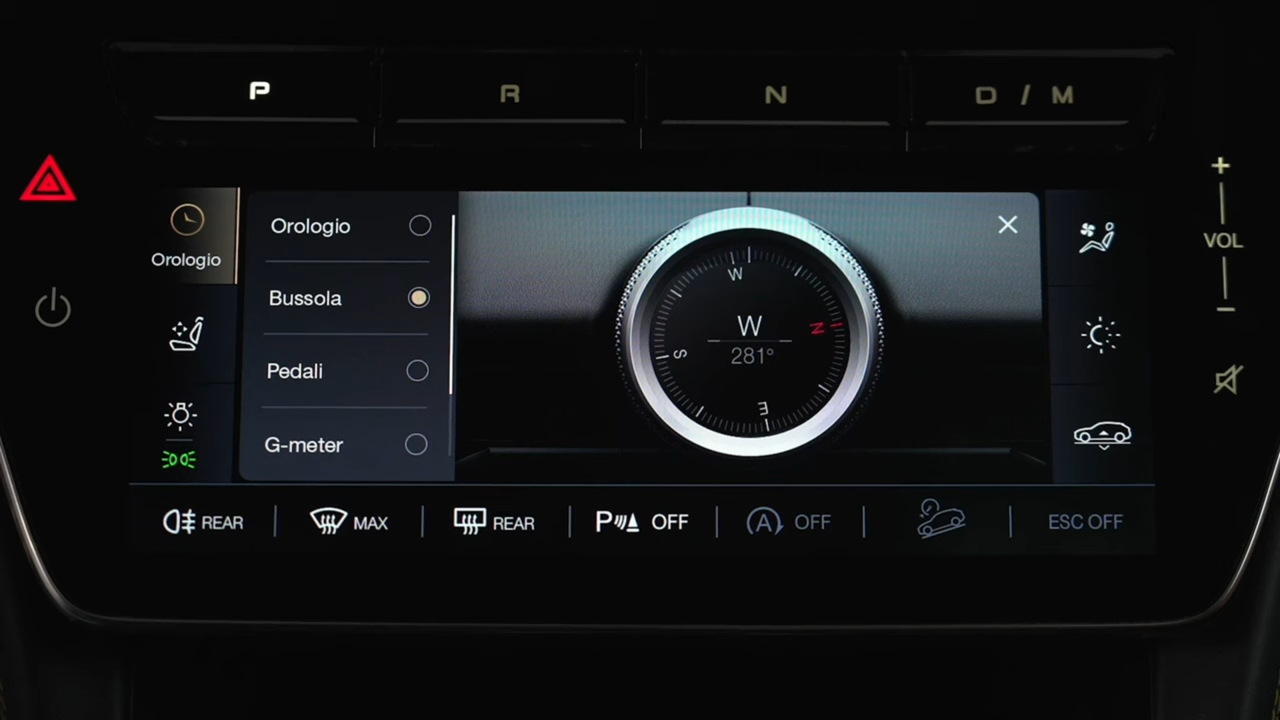 P R N D / M
+
VOL
−
Orologio
Orologio
Bussola
Pedali
G-meter
W
N
S
E
W
281°
REAR
MAX
REAR
P OFF
A OFF
ESC OFF